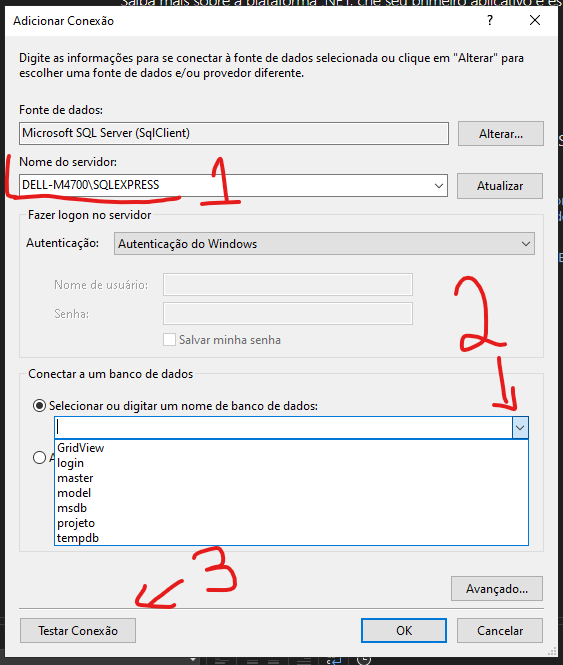 Saiba mais sobre a plataforma .NET, crie seu primeiro aplicativo e es
Adicionar Conexão
Digite as informações para se conectar à fonte de dados selecionada ou clique em "Alterar" para
escolher uma fonte de dados e/ou provedor diferente.
Fonte de dados:
Microsoft SQL Server (SqlClient)
Alterar...
Nome do servidor:
1
DELL-M4700\SQLEXPRESS
Atualizar
Fazer logon no servidor
Autenticação:
Autenticação do Windows
Nome de usuário:
Senha:
Salvar minha senha
2
Conectar a um banco de dados
Selecionar ou digitar um nome de banco de dados:
GridView
login
master
model
msdb
projeto
tempdb
3
Avançado...
Testar Conexão
OK
Cancelar